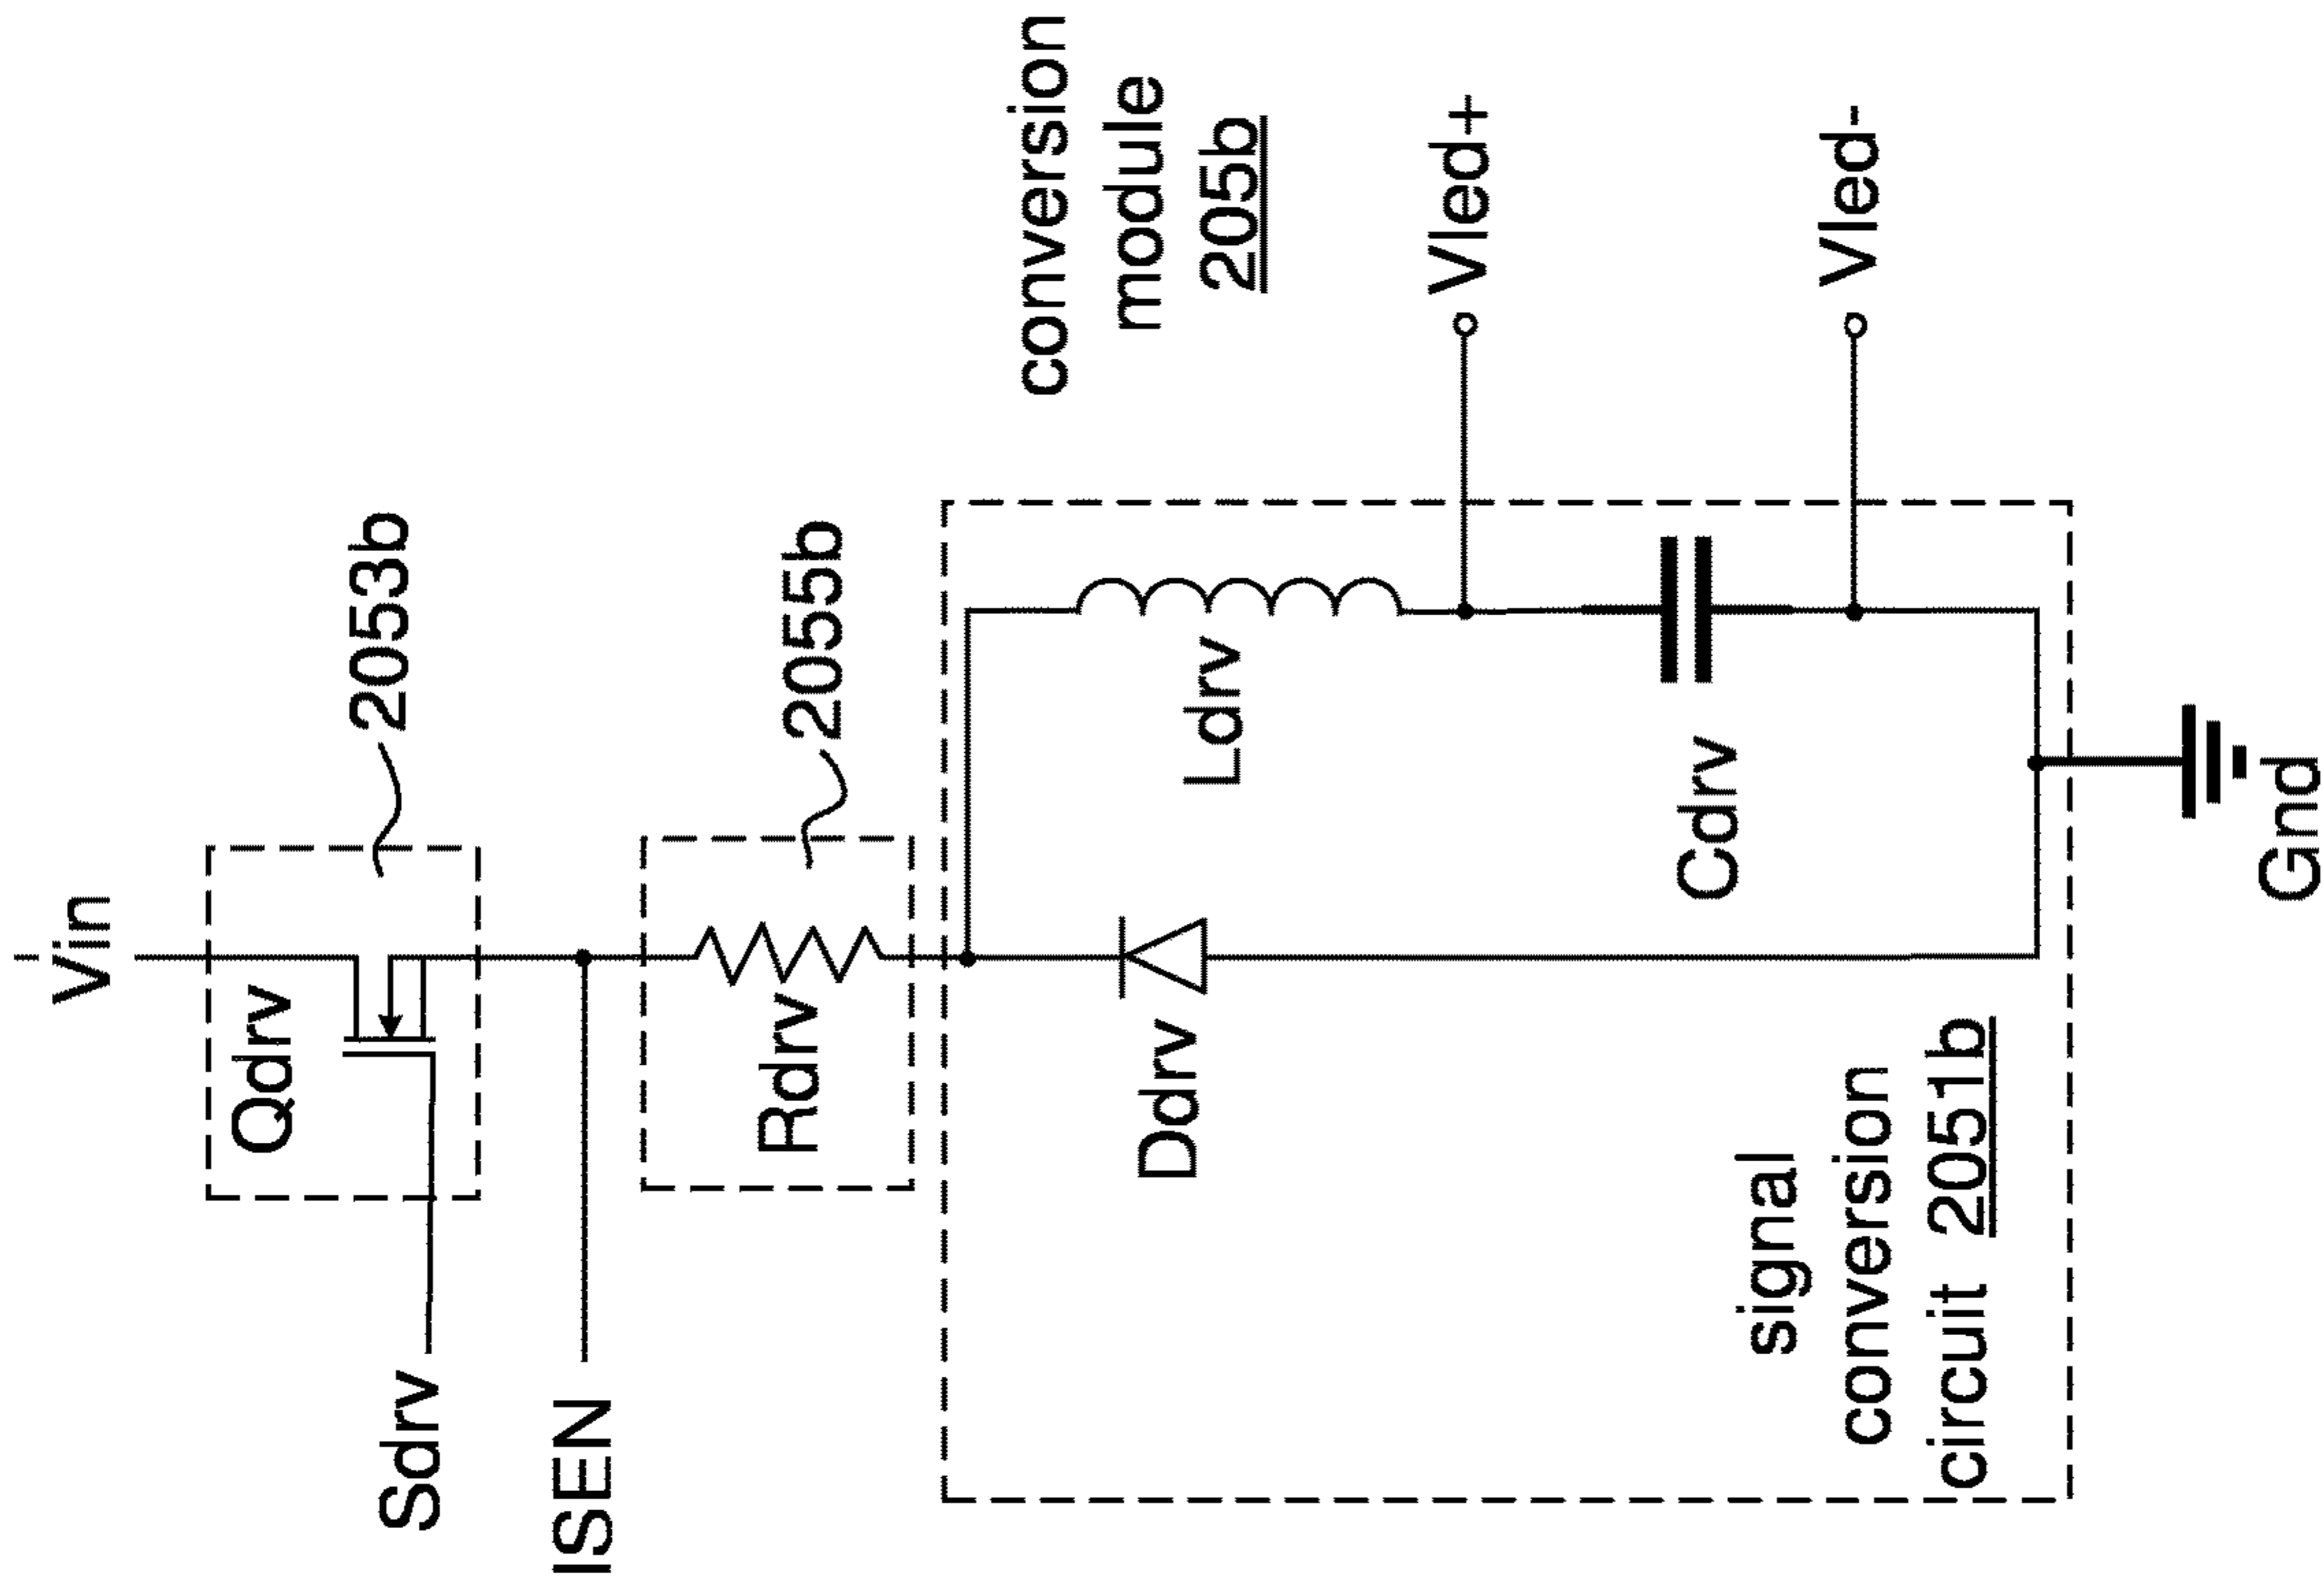 Vin
Qdrv
2053b
Sdrv
ISEN
Rdrv
2055b
conversion
module
205b
Ddrv
Ldrv
Vled+
Cdrv
Vled-
signal
conversion
circuit 2051b
Gnd